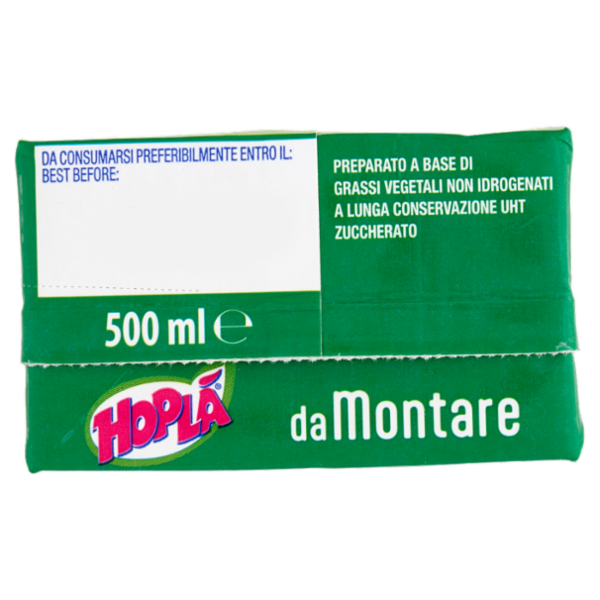 DA CONSUMARSI PREFERIBILMENTE ENTRO IL:
BEST BEFORE:
PREPARATO A BASE DI
GRASSI VEGETALI NON IDROGENATI
A LUNGA CONSERVAZIONE UHT
ZUCCHERATO
500 ml ℮
HOPLÀ
da Montare